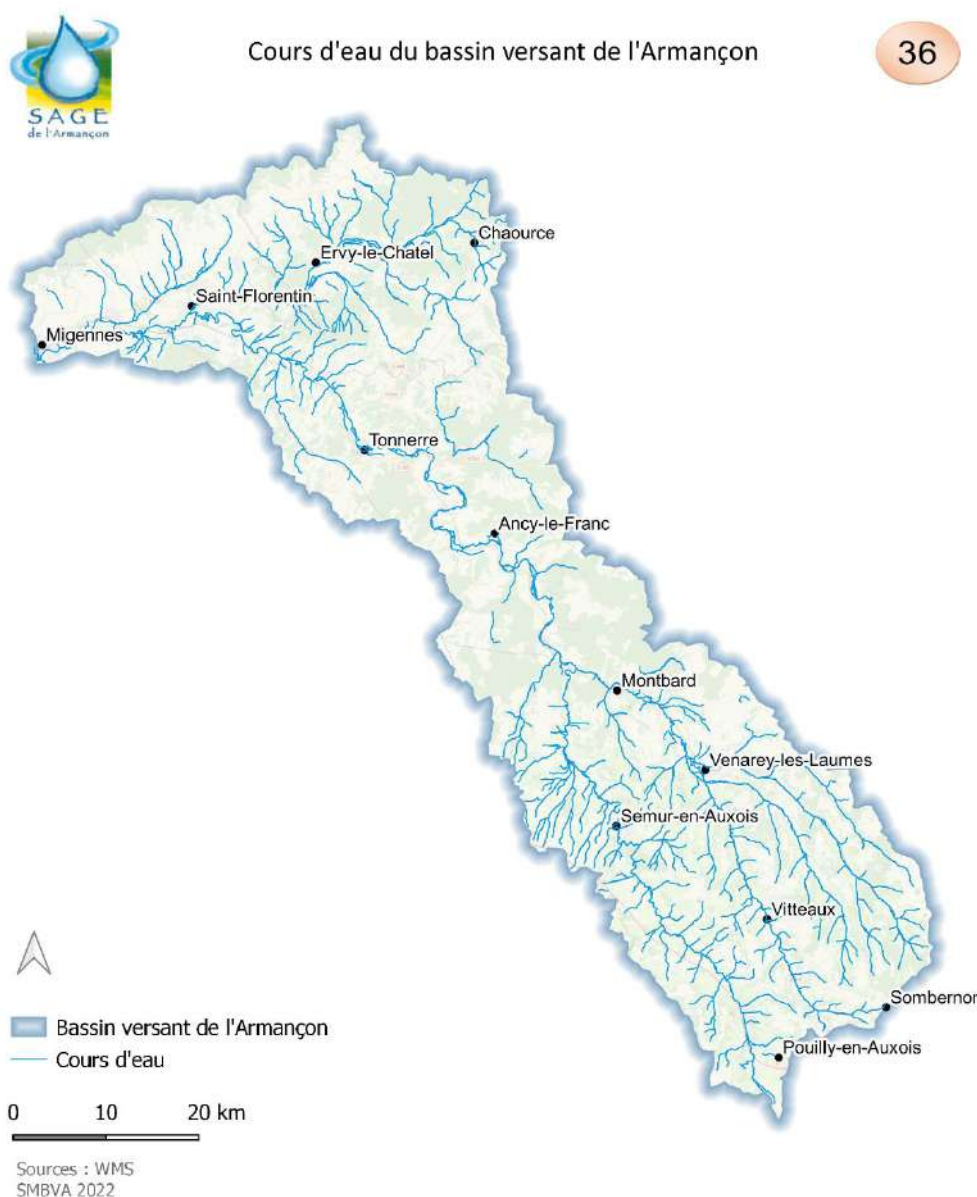 SAGE
de l'Armançon
Cours d'eau du bassin versant de l'Armançon
36
Chaource
Ervy-le-Chatel
Saint-Florentin
Migennes
Tonnerre
Ancy-le-Franc
Montbard
Venarey-les-Laumes
Semur-en-Auxois
Vitteaux
Sombernon
Pouilly-en-Auxois
Bassin versant de l'Armançon
Cours d'eau
0 10 20 km
Sources : WMS
SMBVA 2022